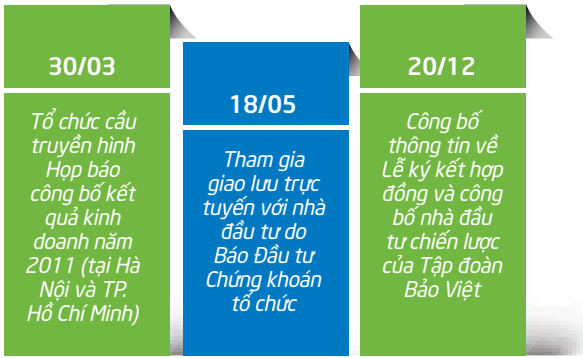 30/03
Tổ chức cầu
truyền hình
Họp báo
công bố kết
quả kinh
doanh năm
2011 (tại Hà
Nội và TP.
Hồ Chí Minh)
18/05
Tham gia
giao lưu trực
tuyến với nhà
đầu tư do
Báo Đầu tư
Chứng khoán
tổ chức
20/12
Công bố
thông tin về
Lễ ký kết hợp
đồng và công
bố nhà đầu
tư chiến lược
của Tập đoàn
Bảo Việt